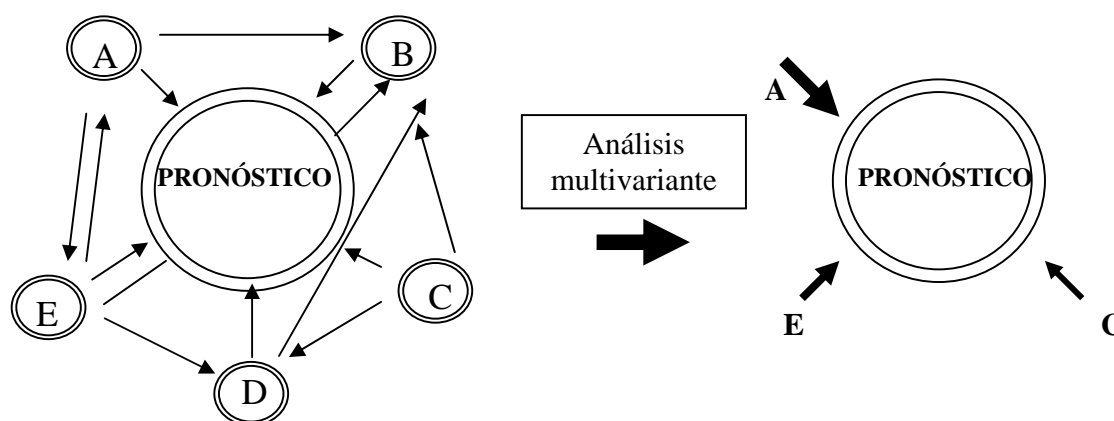 A
B
PRONÓSTICO
E
C
D
Análisis
multivariante
A
PRONÓSTICO
E
C